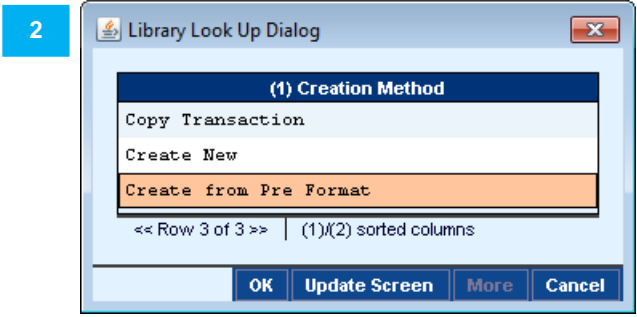 2
Library Look Up Dialog
(1) Creation Method
Copy Transaction
Create New
Create from Pre Format
<< Row 3 of 3 >> (1)/(2) sorted columns
OK Update Screen More Cancel